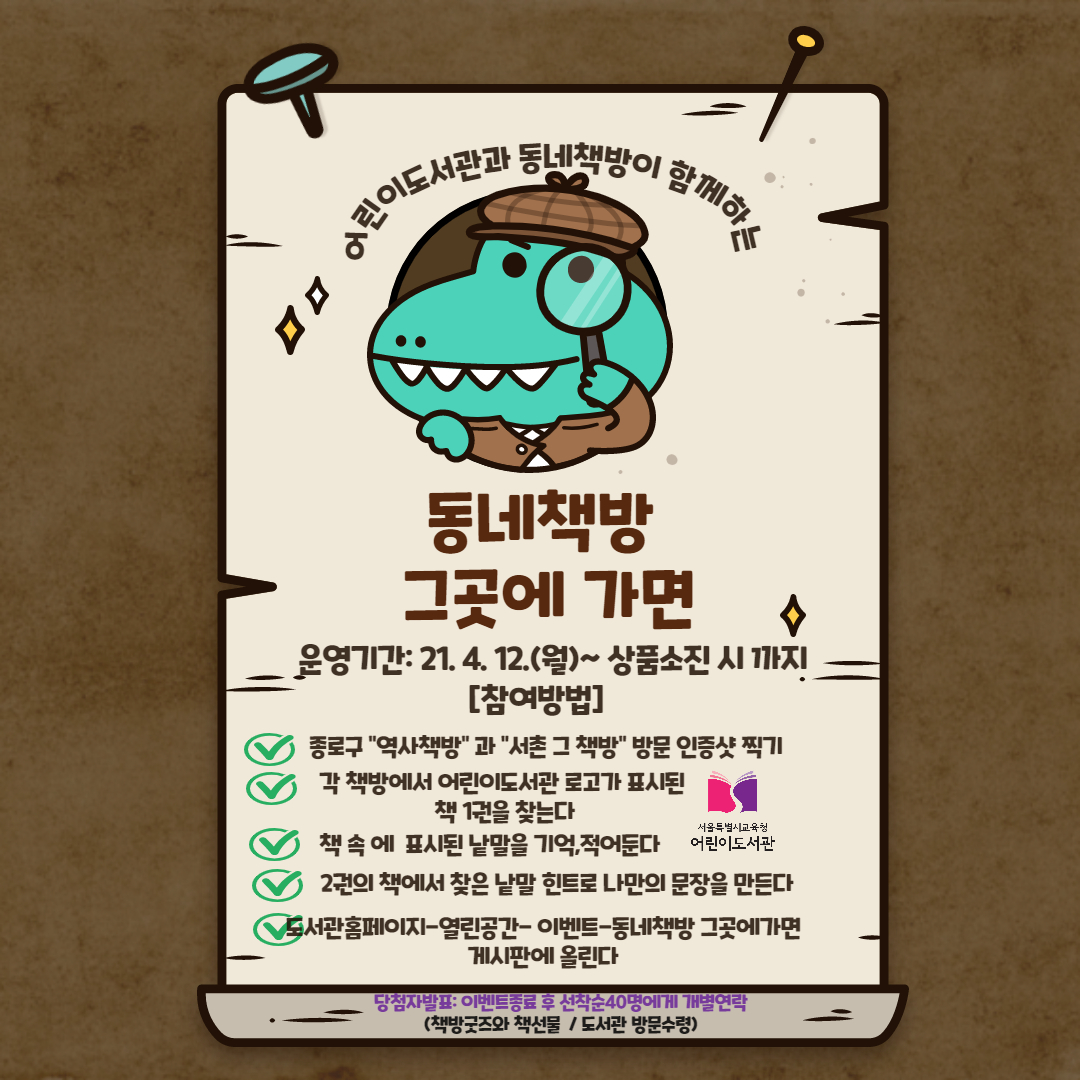 어린이도서관과 동네책방이 함께하는
동네책방
그곳에 가면
운영기간: 21. 4. 12.(월)~ 상품소진 시 1까지
[참여방법]
종로구 "역사책방" 과 "서촌 그 책방" 방문 인증샷 찍기
각 책방에서 어린이도서관 로고가 표시된
책 1권을 찾는다
서울특별시교육청
어린이도서관
책 속 에 표시된 낱말을 기억,적어둔다
2권의 책에서 찾은 낱말 힌트로 나만의 문장을 만든다
도서관홈페이지-열린공간- 이벤트-동네책방 그곳에가면
게시판에 올린다
당첨자발표: 이벤트종료 후 선착순40명에게 개별연락
(책방굿즈와 책선물 / 도서관 방문수령)